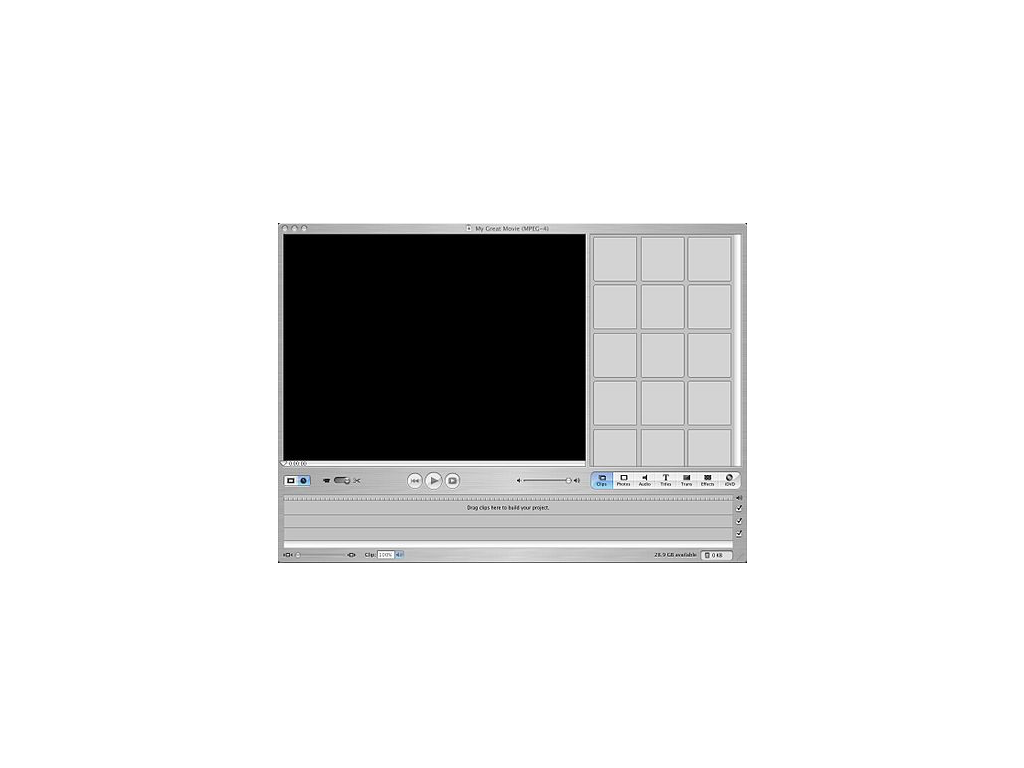 My Great Movie (MPEG-4)
0:00:00
Clips Photos Audio Titles Trans Effects iDVD
Drag clips here to build your project.
Clip: 100%
28.9 GB available
0 KB